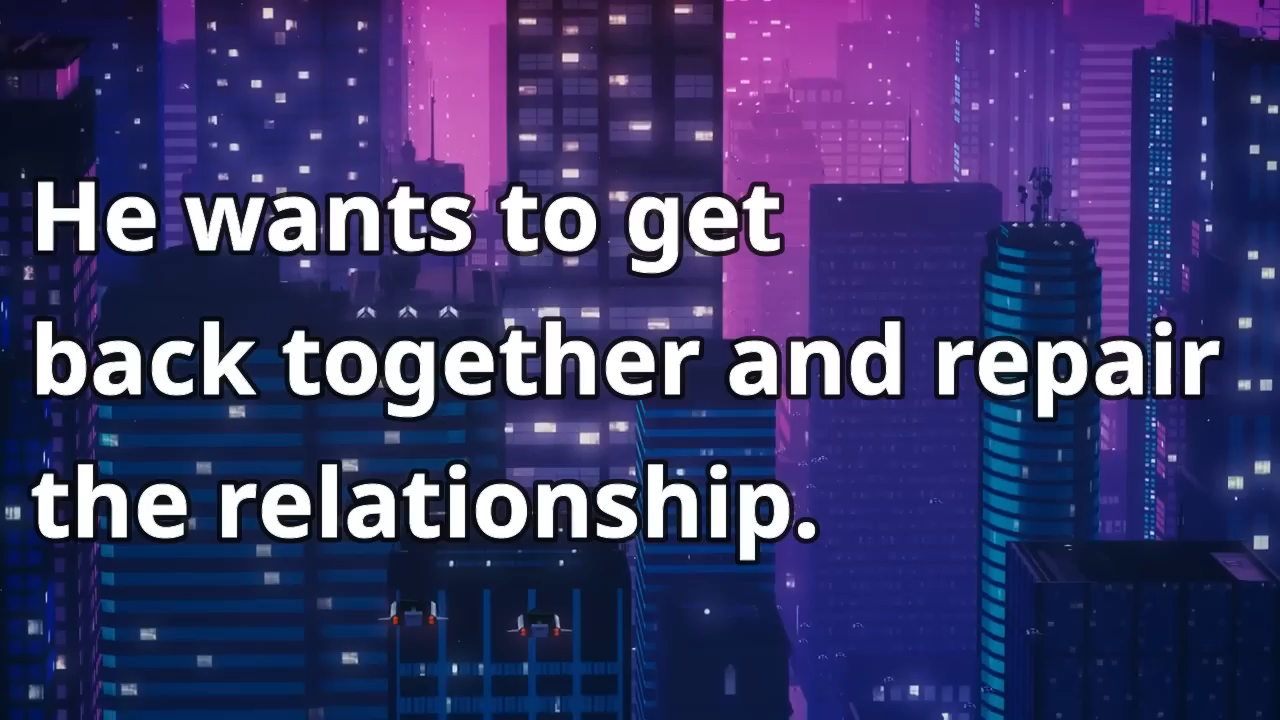 He wants to get
back together and repair
the relationship.